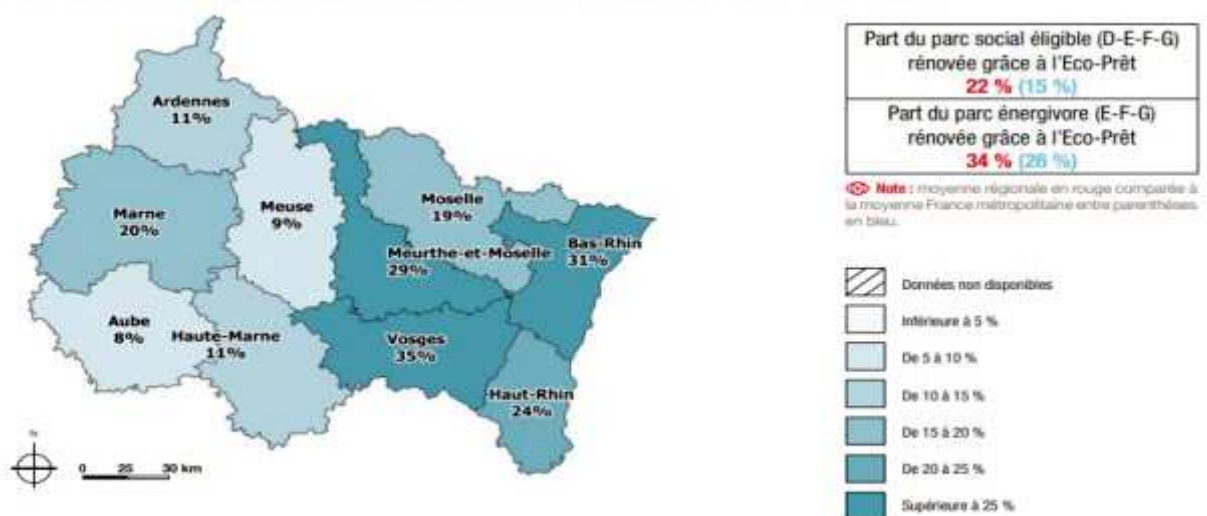 Ardennes
11%
Marne
20%
Meuse
9%
Moselle
19%
Meurthe-et-Moselle
29%
Bas-Rhin
31%
Aube
8%
Haute-Marne
11%
Vosges
35%
Haut-Rhin
24%
0 25 30 km
Part du parc social éligible (D-E-F-G)
rénovée grâce à l'Eco-Prêt
22 % (15 %)
Part du parc énergivore (E-F-G)
rénovée grâce à l'Eco-Prêt
34 % (26 %)
Note : moyenne régionale en rouge comparée à
la moyenne France métropolitaine entre parenthèses
en bleu.
Données non disponibles
Inférieure à 5 %
De 5 à 10 %
De 10 à 15 %
De 15 à 20 %
De 20 à 25 %
Supérieure à 25 %